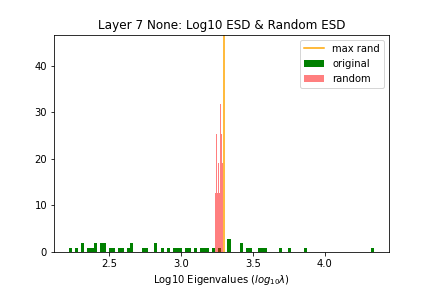 Layer 7 None: Log10 ESD & Random ESD
max rand
original
random
40
30
20
10
0
2.5 3.0 3.5 4.0
Log10 Eigenvalues (log₁₀λ)